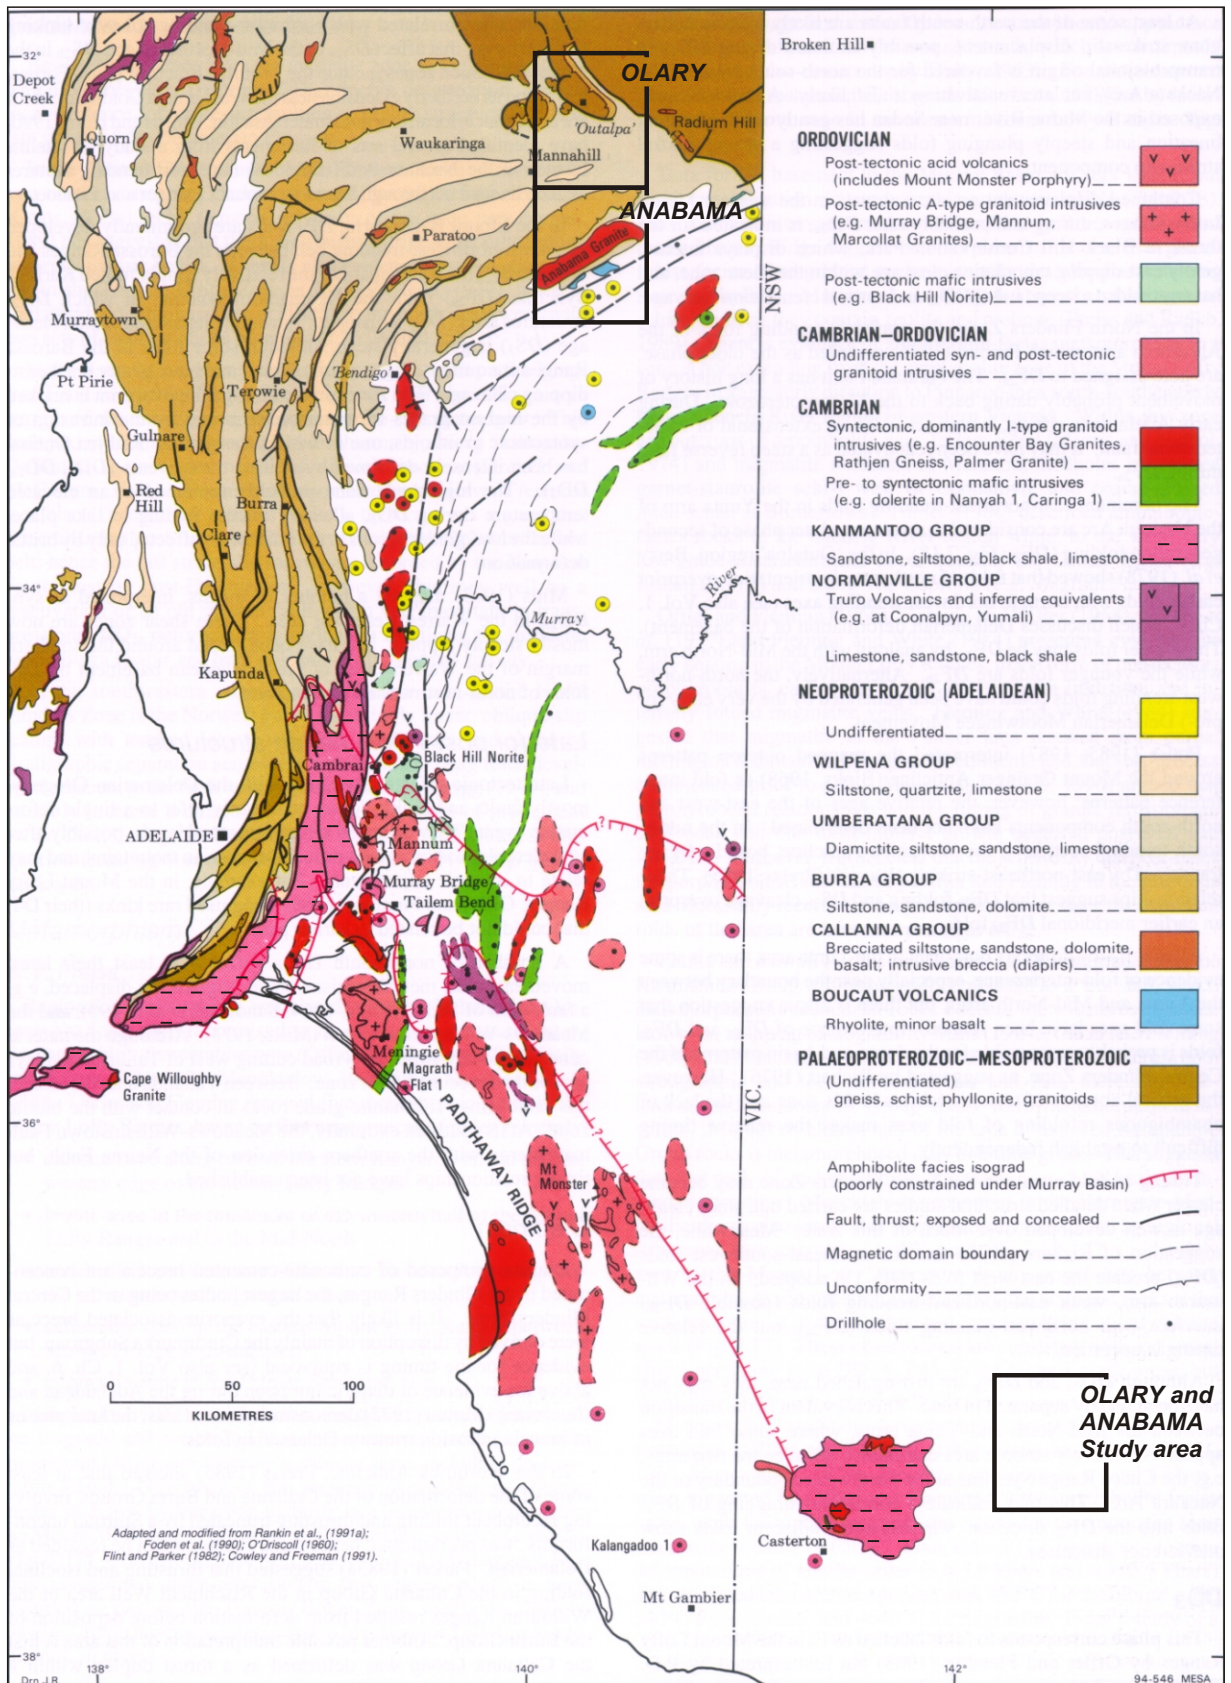 32°
Broken Hill
Depot
Creek
OLARY
Quorn
'Outalpa'
Radium Hill
Waukaringa
Mannahill
ANABAMA
Paratoo
Anabama Granite
NSW
Murraytown
Pt Pirie
'Bendigo'
Terowie
Gulnare
Red
Hill
Burra
Clare
34°
River
Murray
Kapunda
Cambrai
Black Hill Norite
ADELAIDE
Mannum
Murray Bridge
Tailem Bend
Meningie
Magrath
Flat 1
Cape Willoughby
Granite
36°
PADTHAWAY RIDGE
VIC.
Mt
Monster
ORDOVICIAN
Post-tectonic acid volcanics
(includes Mount Monster Porphyry)
Post-tectonic A-type granitoid intrusives
(e.g. Murray Bridge, Mannum,
Marcollat Granites)
Post-tectonic mafic intrusives
(e.g. Black Hill Norite)
CAMBRIAN–ORDOVICIAN
Undifferentiated syn- and post-tectonic
granitoid intrusives
CAMBRIAN
Syntectonic, dominantly I-type granitoid
intrusives (e.g. Encounter Bay Granites,
Rathjen Gneiss, Palmer Granite)
Pre- to syntectonic mafic intrusives
(e.g. dolerite in Nanyah 1, Caringa 1)
KANMANTOO GROUP
Sandstone, siltstone, black shale, limestone
NORMANVILLE GROUP
Truro Volcanics and inferred equivalents
(e.g. at Coonalpyn, Yumali)
Limestone, sandstone, black shale
NEOPROTEROZOIC (ADELAIDEAN)
Undifferentiated
WILPENA GROUP
Siltstone, quartzite, limestone
UMBERATANA GROUP
Diamictite, siltstone, sandstone, limestone
BURRA GROUP
Siltstone, sandstone, dolomite
CALLANNA GROUP
Brecciated siltstone, sandstone, dolomite,
basalt; intrusive breccia (diapirs)
BOUCAUT VOLCANICS
Rhyolite, minor basalt
PALAEOPROTEROZOIC–MESOPROTEROZOIC
(Undifferentiated)
gneiss, schist, phyllonite, granitoids
Amphibolite facies isograd
(poorly constrained under Murray Basin)
Fault, thrust; exposed and concealed
Magnetic domain boundary
Unconformity
Drillhole
0 50 100
KILOMETRES
OLARY and
ANABAMA
Study area
Adapted and modified from Rankin et al., (1991a);
Foden et al. (1990); O'Driscoll (1960);
Flint and Parker (1982); Cowley and Freeman (1991).
Kalangadoo 1
Casterton
Mt Gambier
38°
138°
140°
142°
Drn J.R.
94-546 MESA